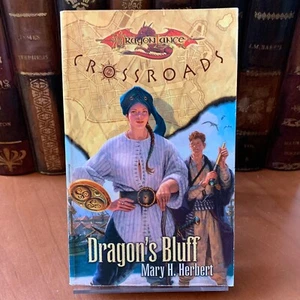 Dragonlance
CROSSROADS
Dragon's Bluff
Mary H. Herbert